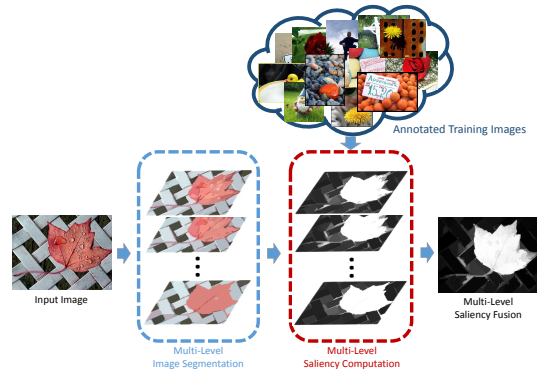 Annotated Training Images
Input Image
Multi-Level
Image Segmentation
Multi-Level
Saliency Computation
Multi-Level
Saliency Fusion